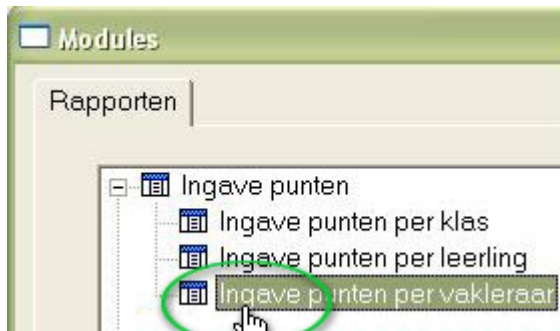 Modules
Rapporten
Ingave punten
Ingave punten per klas
Ingave punten per leerling
Ingave punten per vakleraar